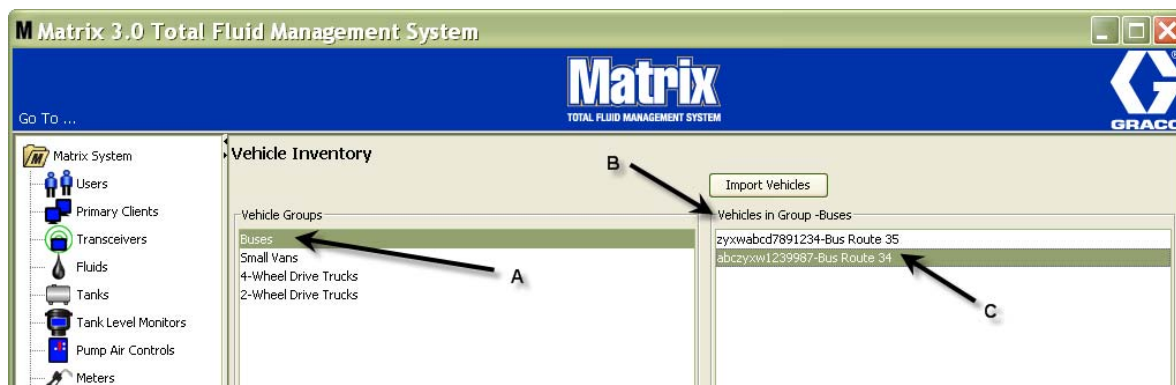 M Matrix 3.0 Total Fluid Management System
Matrix
TOTAL FLUID MANAGEMENT SYSTEM
Go To ...
GRACO
Matrix System
Users
Primary Clients
Transceivers
Fluids
Tanks
Tank Level Monitors
Pump Air Controls
Meters
Vehicle Inventory
B
Import Vehicles
Vehicle Groups
Buses
Small Vans
4-Wheel Drive Trucks
2-Wheel Drive Trucks
A
Vehicles in Group -Buses
zyxwabcd7891234-Bus Route 35
abczyxw1239987-Bus Route 34
C